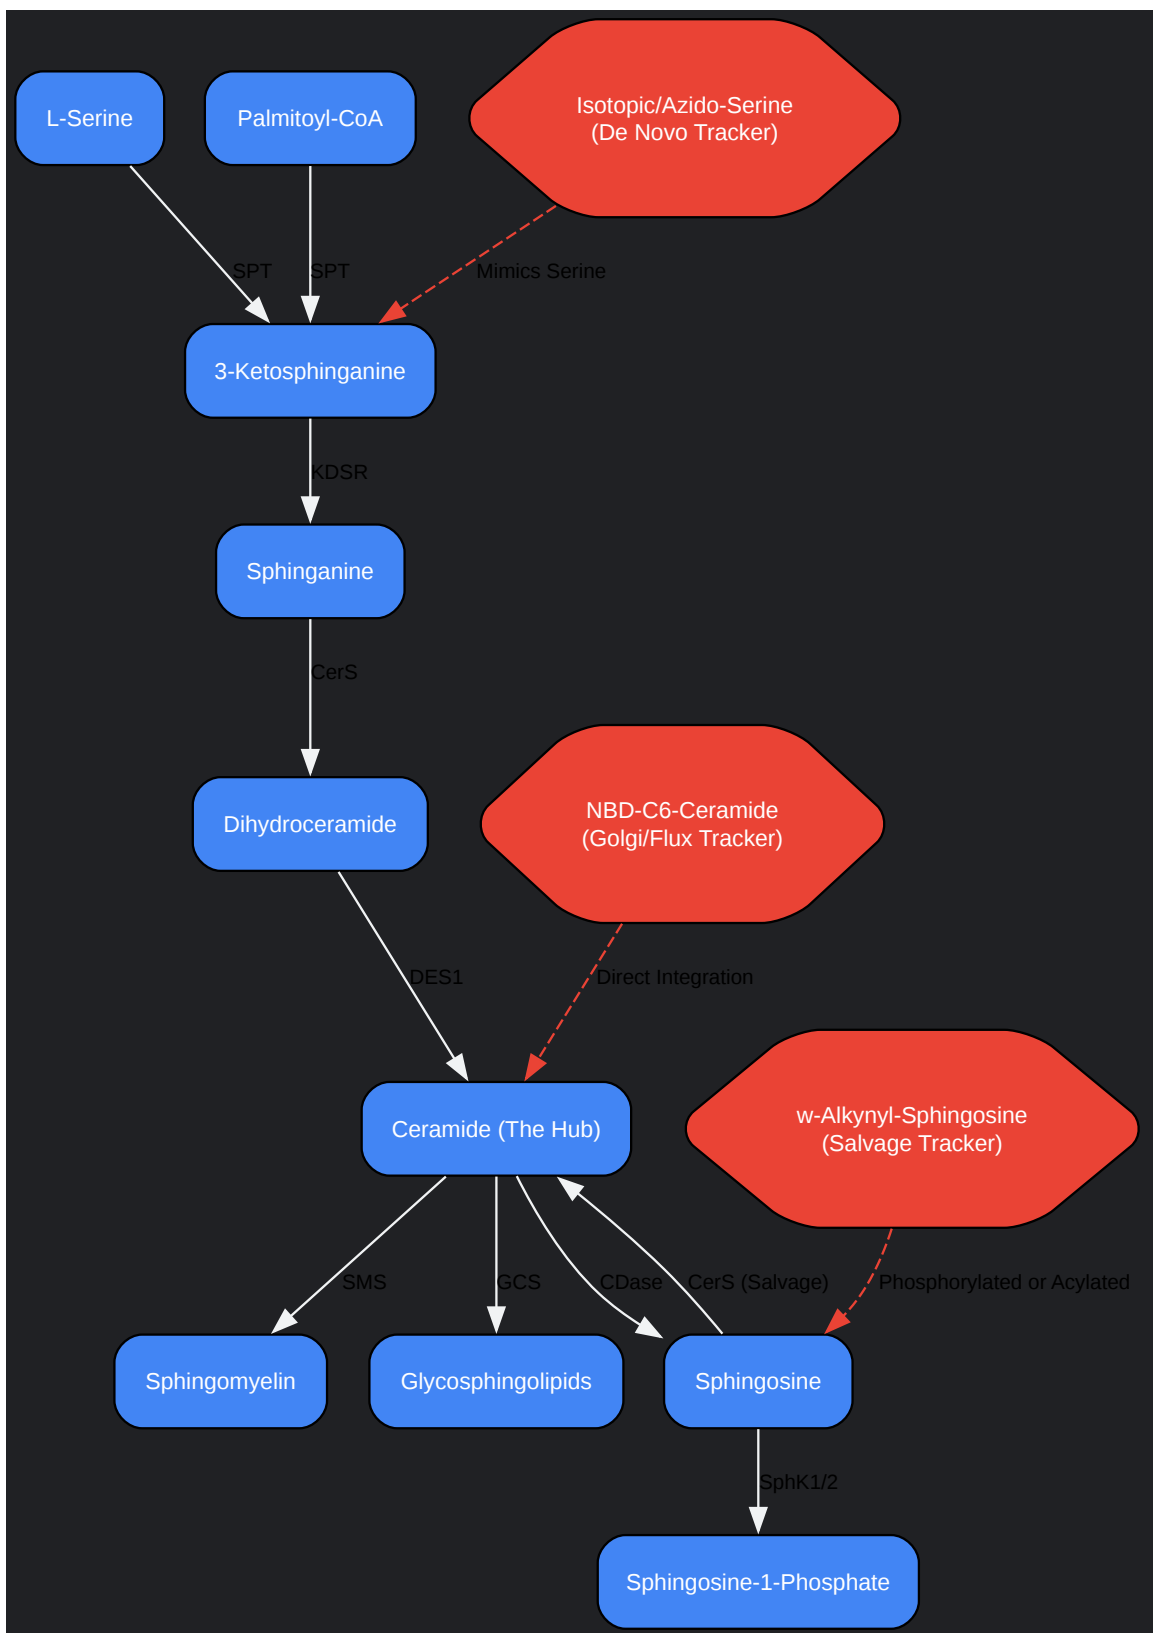 L-Serine
Palmitoyl-CoA
Isotopic/Azido-Serine
(De Novo Tracker)
SPT
SPT
Mimics Serine
3-Ketosphinganine
KDSR
Sphinganine
CerS
Dihydroceramide
NBD-C6-Ceramide
(Golgi/Flux Tracker)
DES1
Direct Integration
Ceramide (The Hub)
w-Alkynyl-Sphingosine
(Salvage Tracker)
SMS
GCS
CDase
CerS (Salvage)
Phosphorylated or Acylated
Sphingomyelin
Glycosphingolipids
Sphingosine
SphK1/2
Sphingosine-1-Phosphate